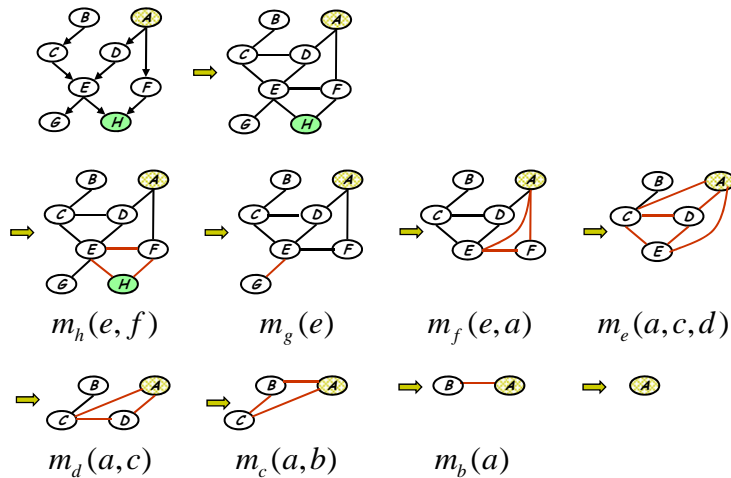 B A B A
C D C D
E F E F
G H G H
B A B A B A B A
C D C D C D C D
E F E F E F E
G H G
m_h(e, f) m_g(e) m_f(e, a) m_e(a, c, d)
B A B A B A A
C D C
m_d(a, c) m_c(a, b) m_b(a)